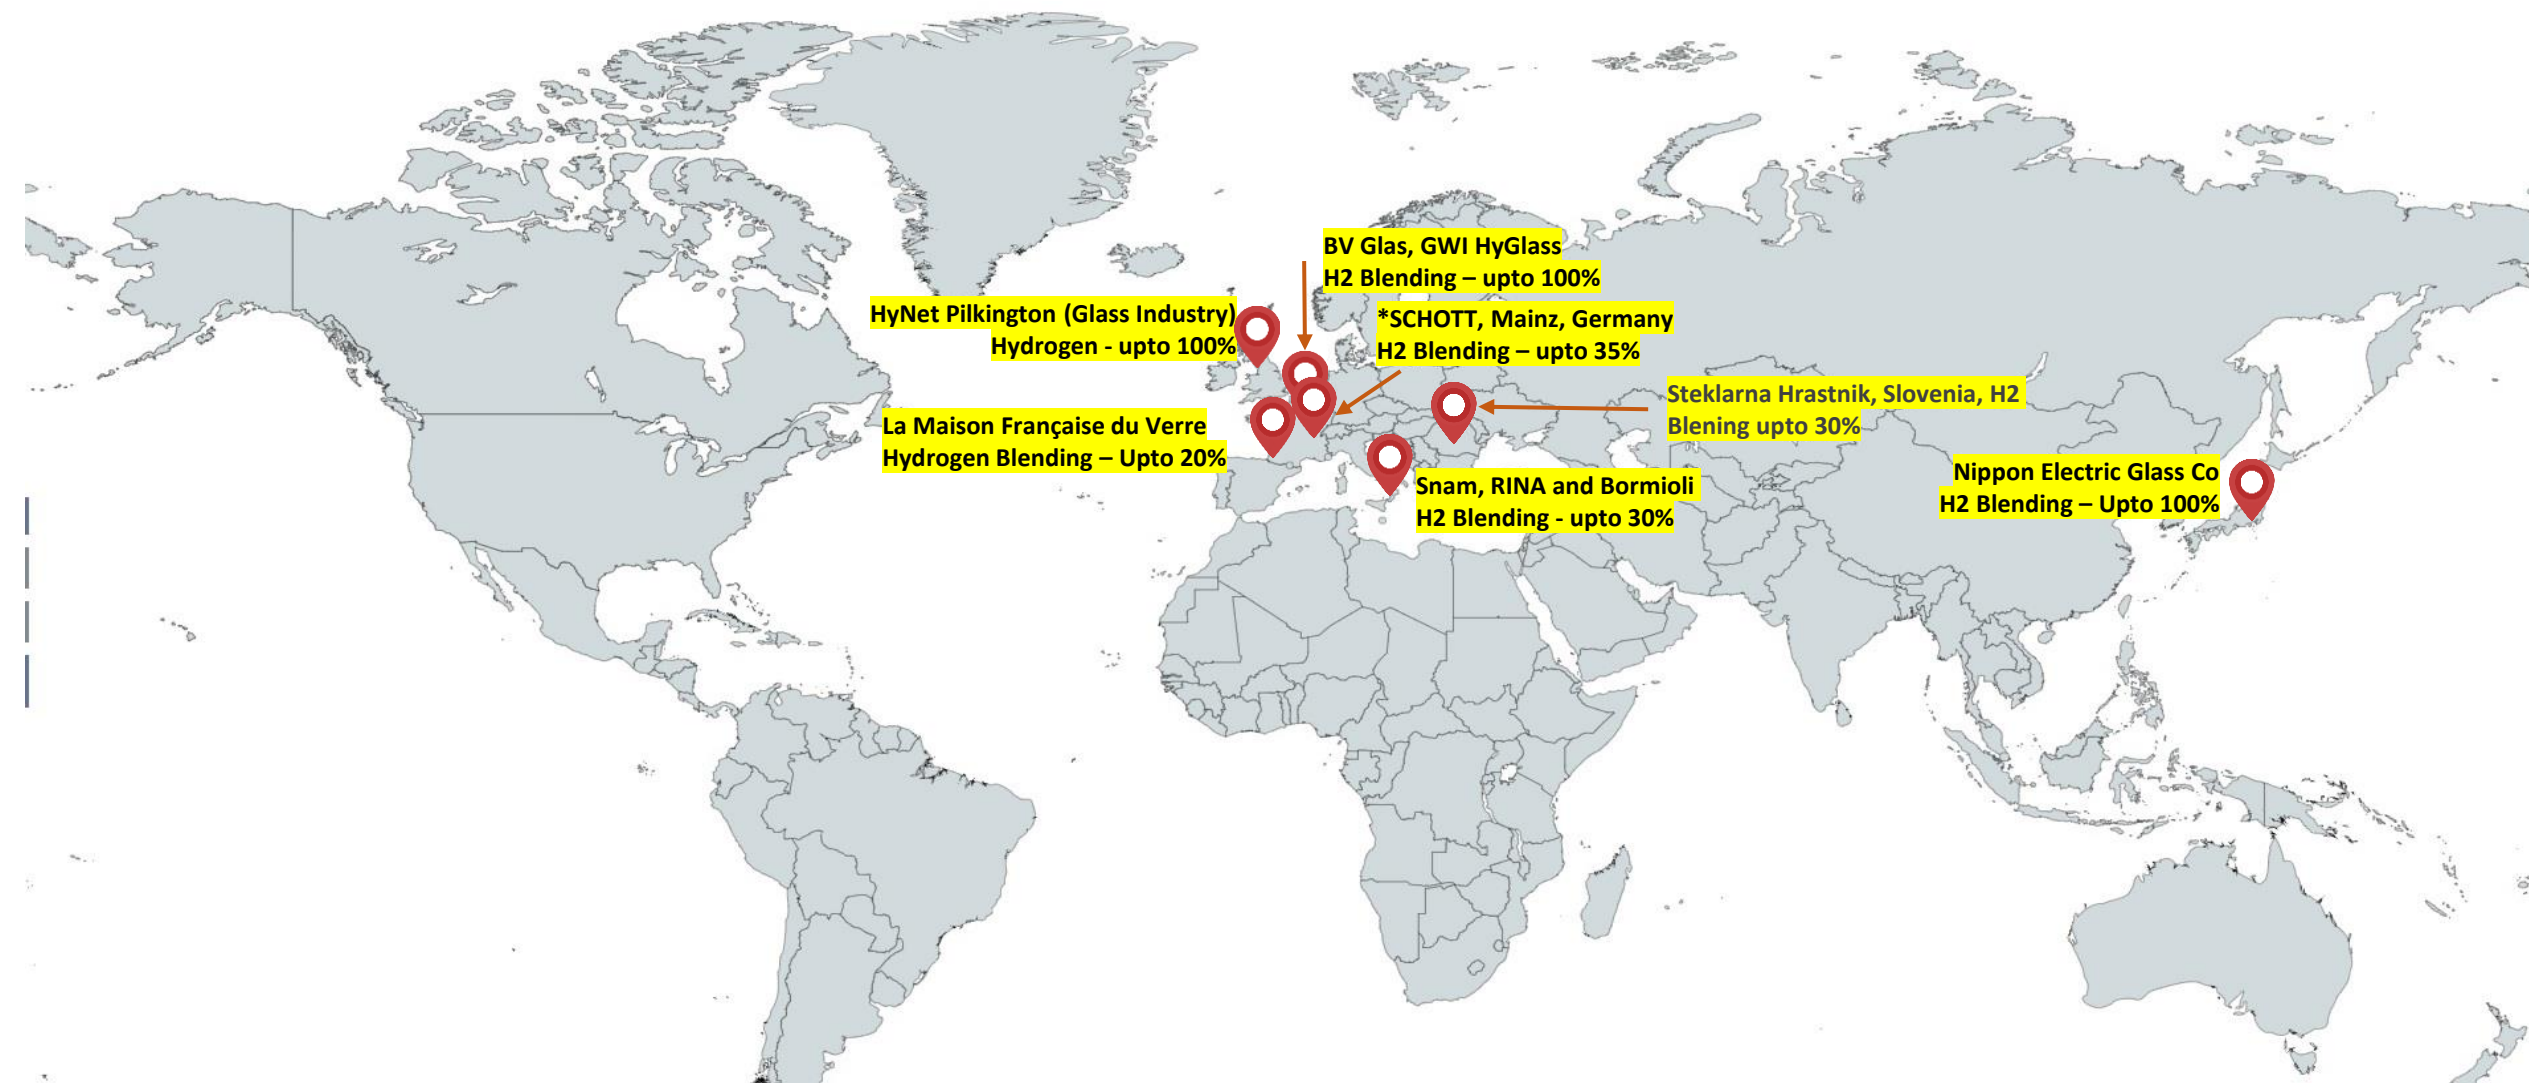 BV Glas, GWI HyGlass
H2 Blending – upto 100%
HyNet Pilkington (Glass Industry)
Hydrogen - upto 100%
*SCHOTT, Mainz, Germany
H2 Blending – upto 35%
Steklarna Hrastnik, Slovenia, H2
Blening upto 30%
La Maison Française du Verre
Hydrogen Blending – Upto 20%
Snam, RINA and Bormioli
H2 Blending - upto 30%
Nippon Electric Glass Co
H2 Blending – Upto 100%